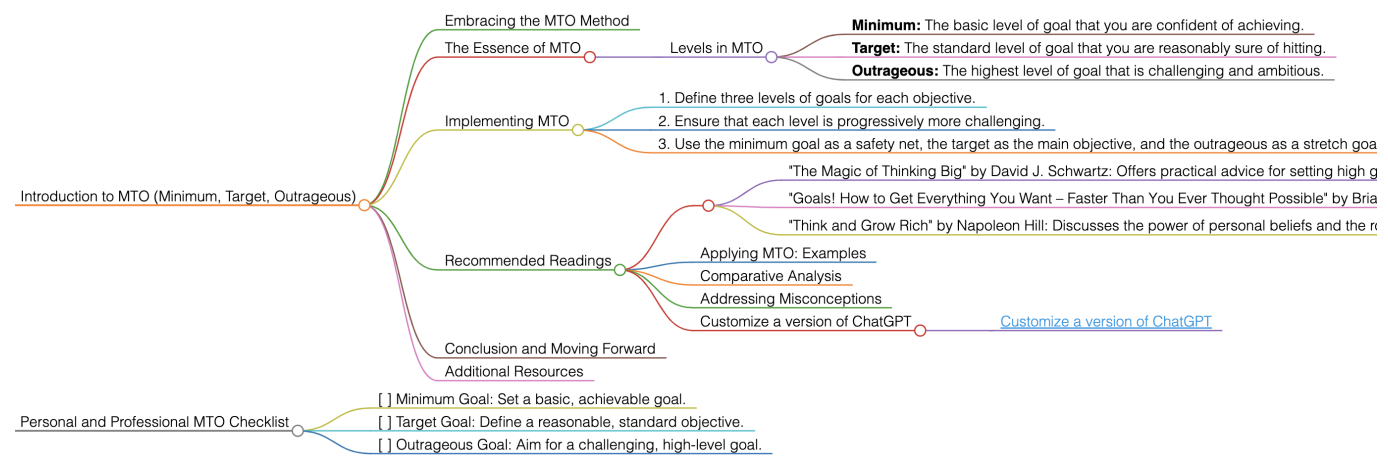 Embracing the MTO Method
The Essence of MTO
Levels in MTO
Minimum: The basic level of goal that you are confident of achieving.
Target: The standard level of goal that you are reasonably sure of hitting.
Outrageous: The highest level of goal that is challenging and ambitious.
Implementing MTO
1. Define three levels of goals for each objective.
2. Ensure that each level is progressively more challenging.
3. Use the minimum goal as a safety net, the target as the main objective, and the outrageous as a stretch goa
Introduction to MTO (Minimum, Target, Outrageous)
"The Magic of Thinking Big" by David J. Schwartz: Offers practical advice for setting high g
"Goals! How to Get Everything You Want – Faster Than You Ever Thought Possible" by Bria
"Think and Grow Rich" by Napoleon Hill: Discusses the power of personal beliefs and the ro
Recommended Readings
Applying MTO: Examples
Comparative Analysis
Addressing Misconceptions
Customize a version of ChatGPT
Customize a version of ChatGPT
Conclusion and Moving Forward
Additional Resources
Personal and Professional MTO Checklist
[ ] Minimum Goal: Set a basic, achievable goal.
[ ] Target Goal: Define a reasonable, standard objective.
[ ] Outrageous Goal: Aim for a challenging, high-level goal.